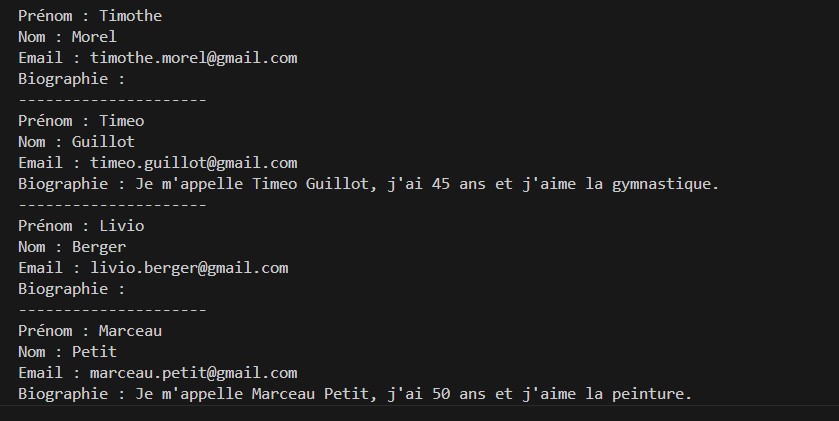 Prénom : Timothe
Nom : Morel
Email : timothe.morel@gmail.com
Biographie :
---------------------
Prénom : Timeo
Nom : Guillot
Email : timeo.guillot@gmail.com
Biographie : Je m'appelle Timeo Guillot, j'ai 45 ans et j'aime la gymnastique.
---------------------
Prénom : Livio
Nom : Berger
Email : livio.berger@gmail.com
Biographie :
---------------------
Prénom : Marceau
Nom : Petit
Email : marceau.petit@gmail.com
Biographie : Je m'appelle Marceau Petit, j'ai 50 ans et j'aime la peinture.